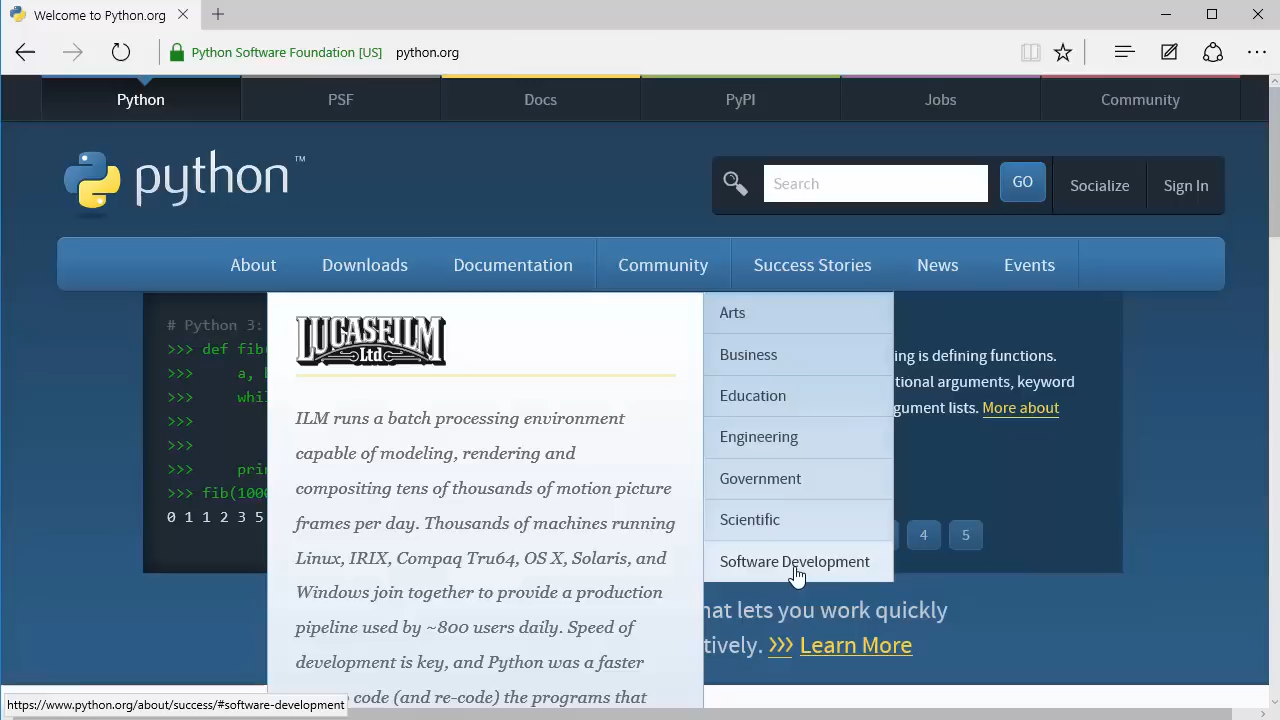 Welcome to Python.org
Python Software Foundation [US] python.org
Python PSF Docs PyPI Jobs Community
python™
Search GO Socialize Sign In
About Downloads Documentation Community Success Stories News Events
# Python 3:
>>> def fib(
>>> a,
>>> whil
>>>
>>>
>>> prin
>>> fib(1000
0 1 1 2 3 5
LUCASFILM
Ltd
ILM runs a batch processing environment
capable of modeling, rendering and
compositing tens of thousands of motion picture
frames per day. Thousands of machines running
Linux, IRIX, Compaq Tru64, OS X, Solaris, and
Windows join together to provide a production
pipeline used by ~800 users daily. Speed of
development is key, and Python was a faster
code (and re-code) the programs that
Arts
Business
Education
Engineering
Government
Scientific
Software Development
ing is defining functions.
tional arguments, keyword
gument lists. More about
4 5
hat lets you work quickly
tively. >>> Learn More
https://www.python.org/about/success/#software-development